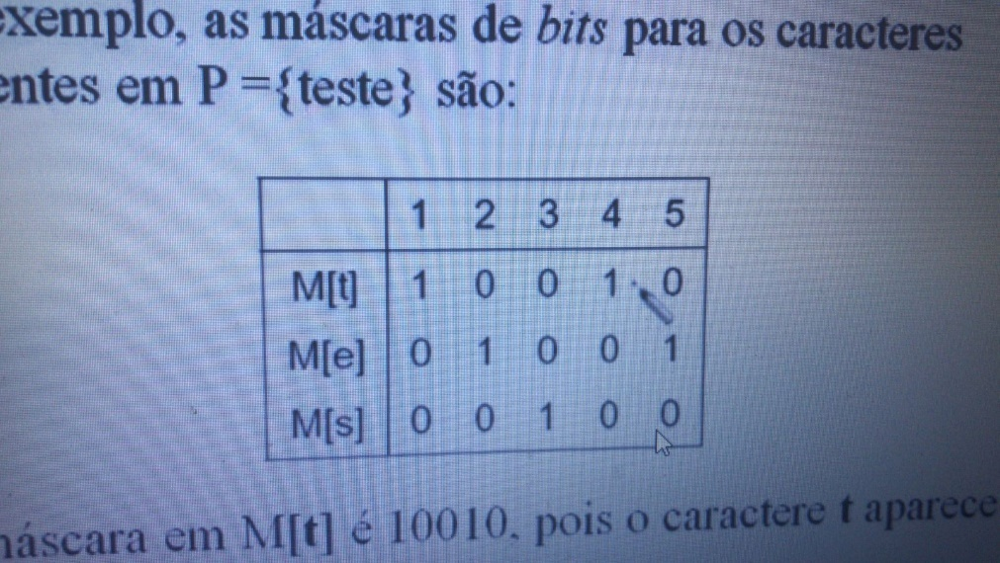 exemplo, as máscaras de bits para os caracteres
entes em P ={teste} são:
1 2 3 4 5
M[t] 1 0 0 1 0
M[e] 0 1 0 0 1
M[s] 0 0 1 0 0
máscara em M[t] é 10010, pois o caractere t aparece